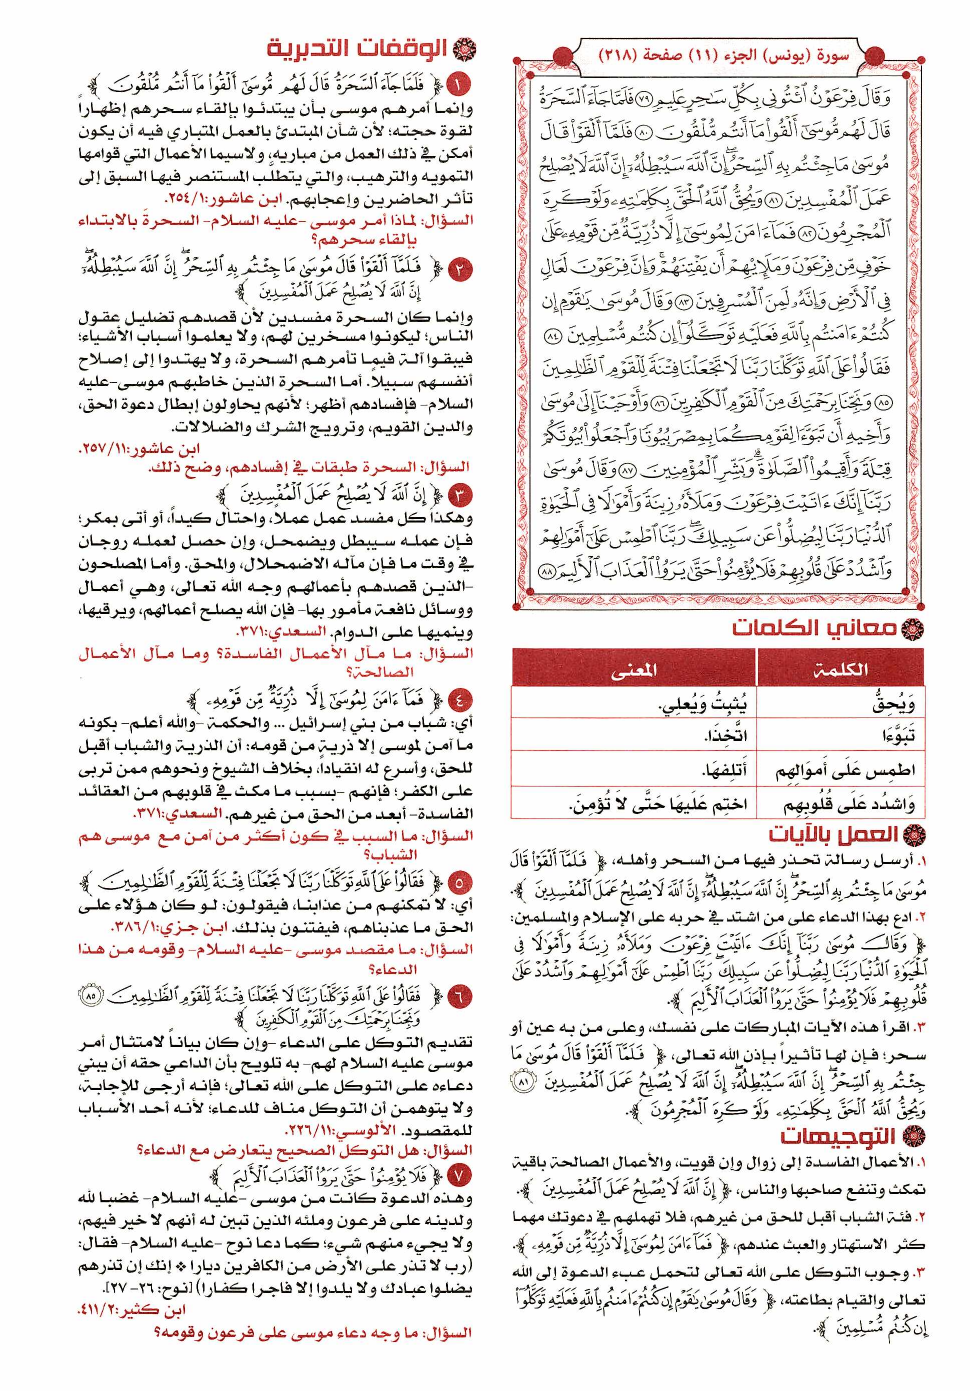 سورة (يونس) الجزء (١١) صفحة (٢١٨)
وَقَالَ فِرْعَوْنُ ٱئْتُونِي بِكُلِّ سَٰحِرٍ عَلِيمٍ ٧٩ فَلَمَّا جَآءَ ٱلسَّحَرَةُ
قَالَ لَهُم مُّوسَىٰٓ أَلْقُوا۟ مَآ أَنتُم مُّلْقُونَ ٨٠ فَلَمَّآ أَلْقَوْا۟ قَالَ
مُوسَىٰ مَا جِئْتُم بِهِ ٱلسِّحْرُ ۖ إِنَّ ٱللَّهَ سَيُبْطِلُهُۥٓ ۖ إِنَّ ٱللَّهَ لَا يُصْلِحُ
عَمَلَ ٱلْمُفْسِدِينَ ٨١ وَيُحِقُّ ٱللَّهُ ٱلْحَقَّ بِكَلِمَٰتِهِۦ وَلَوْ كَرِهَ
ٱلْمُجْرِمُونَ ٨٢ فَمَآ ءَامَنَ لِمُوسَىٰٓ إِلَّا ذُرِّيَّةٌ مِّن قَوْمِهِۦ عَلَىٰ
خَوْفٍ مِّن فِرْعَوْنَ وَمَلَإِي۟هِمْ أَن يَفْتِنَهُمْ ۚ وَإِنَّ فِرْعَوْنَ لَعَالٍ
فِي ٱلْأَرْضِ وَإِنَّهُۥ لَمِنَ ٱلْمُسْرِفِينَ ٨٣ وَقَالَ مُوسَىٰ يَٰقَوْمِ إِن
كُنتُمْ ءَامَنتُم بِٱللَّهِ فَعَلَيْهِ تَوَكَّلُوٓا۟ إِن كُنتُم مُّسْلِمِينَ ٨٤
فَقَالُوا۟ عَلَى ٱللَّهِ تَوَكَّلْنَا رَبَّنَا لَا تَجْعَلْنَا فِتْنَةً لِّلْقَوْمِ ٱلظَّٰلِمِينَ
٨٥ وَنَجِّنَا بِرَحْمَتِكَ مِنَ ٱلْقَوْمِ ٱلْكَٰفِرِينَ ٨٦ وَأَوْحَيْنَآ إِلَىٰ مُوسَىٰ
وَأَخِيهِ أَن تَبَوَّءَا لِقَوْمِكُمَا بِمِصْرَ بُيُوتًا وَٱجْعَلُوا۟ بُيُوتَكُمْ
قِبْلَةً وَأَقِيمُوا۟ ٱلصَّلَوٰةَ ۗ وَبَشِّرِ ٱلْمُؤْمِنِينَ ٨٧ وَقَالَ مُوسَىٰ
رَبَّنَآ إِنَّكَ ءَاتَيْتَ فِرْعَوْنَ وَمَلَأَهُۥ زِينَةً وَأَمْوَٰلًا فِي ٱلْحَيَوٰةِ
ٱلدُّنْيَا رَبَّنَا لِيُضِلُّوا۟ عَن سَبِيلِكَ ۖ رَبَّنَا ٱطْمِسْ عَلَىٰٓ أَمْوَٰلِهِمْ
وَٱشْدُدْ عَلَىٰ قُلُوبِهِمْ فَلَا يُؤْمِنُوا۟ حَتَّىٰ يَرَوُا۟ ٱلْعَذَابَ ٱلْأَلِيمَ ٨٨
معاني الكلمات
الكلمة المعنى
وَيُحِقُّ يُثبِتُ وَيُعلِي.
تَبَوَّءَا اتَّخِذَا.
اطمِس عَلَى أَموَالِهِم أَتلِفهَا.
وَاشدُد عَلَى قُلُوبِهِم اختِم عَلَيهَا حَتَّى لاَ تُؤمِنَ.
العمل بالآيات
١. أرسل رسالة تحذر فيها من السحر وأهله، ﴿ فَلَمَّآ أَلْقَوْا۟ قَالَ
مُوسَىٰ مَا جِئْتُم بِهِ ٱلسِّحْرُ ۖ إِنَّ ٱللَّهَ سَيُبْطِلُهُۥٓ ۖ إِنَّ ٱللَّهَ لَا يُصْلِحُ عَمَلَ ٱلْمُفْسِدِينَ ﴾.
٢. ادع بهذا الدعاء على من اشتد في حربه على الإسلام والمسلمين:
﴿ وَقَالَ مُوسَىٰ رَبَّنَآ إِنَّكَ ءَاتَيْتَ فِرْعَوْنَ وَمَلَأَهُۥ زِينَةً وَأَمْوَٰلًا فِي
ٱلْحَيَوٰةِ ٱلدُّنْيَا رَبَّنَا لِيُضِلُّوا۟ عَن سَبِيلِكَ ۖ رَبَّنَا ٱطْمِسْ عَلَىٰٓ أَمْوَٰلِهِمْ وَٱشْدُدْ عَلَىٰ
قُلُوبِهِمْ فَلَا يُؤْمِنُوا۟ حَتَّىٰ يَرَوُا۟ ٱلْعَذَابَ ٱلْأَلِيمَ ﴾.
٣. اقرأ هذه الآيات المباركات على نفسك، وعلى من به عين أو
سحر؛ فإن لها تأثيراً بإذن الله تعالى، ﴿ فَلَمَّآ أَلْقَوْا۟ قَالَ مُوسَىٰ مَا
جِئْتُم بِهِ ٱلسِّحْرُ ۖ إِنَّ ٱللَّهَ سَيُبْطِلُهُۥٓ ۖ إِنَّ ٱللَّهَ لَا يُصْلِحُ عَمَلَ ٱلْمُفْسِدِينَ ٨١
وَيُحِقُّ ٱللَّهُ ٱلْحَقَّ بِكَلِمَٰتِهِۦ وَلَوْ كَرِهَ ٱلْمُجْرِمُونَ ﴾.
التوجيهات
١. الأعمال الفاسدة إلى زوال وإن قويت، والأعمال الصالحة باقية
تمكث وتنفع صاحبها والناس، ﴿ إِنَّ ٱللَّهَ لَا يُصْلِحُ عَمَلَ ٱلْمُفْسِدِينَ ﴾.
٢. فئة الشباب أقبل للحق من غيرهم، فلا تهملهم في دعوتك مهما
كثر الاستهتار والعبث عندهم، ﴿ فَمَآ ءَامَنَ لِمُوسَىٰٓ إِلَّا ذُرِّيَّةٌ مِّن قَوْمِهِۦ ﴾.
٣. وجوب التوكل على الله تعالى لتحمل عبء الدعوة إلى الله
تعالى والقيام بطاعته، ﴿ وَقَالَ مُوسَىٰ يَٰقَوْمِ إِن كُنتُمْ ءَامَنتُم بِٱللَّهِ فَعَلَيْهِ تَوَكَّلُوٓا۟
إِن كُنتُم مُّسْلِمِينَ ﴾.
الوقفات التدبرية
١ ﴿ فَلَمَّا جَآءَ ٱلسَّحَرَةُ قَالَ لَهُم مُّوسَىٰٓ أَلْقُوا۟ مَآ أَنتُم مُّلْقُونَ ﴾
وإنما أمرهم موسى بأن يبتدئوا بإلقاء سحرهم إظهاراً
لقوة حجته؛ لأن شأن المبتدئ بالعمل المتباري فيه أن يكون
أمكن في ذلك العمل من مباريه، ولاسيما الأعمال التي قوامها
التمويه والترهيب، والتي يتطلب المستنصر فيها السبق إلى
تأثر الحاضرين وإعجابهم. ابن عاشور:٢٥٤/١.
السؤال: لماذا أمر موسى -عليه السلام- السحرة بالابتداء
بإلقاء سحرهم؟
٢ ﴿ فَلَمَّآ أَلْقَوْا۟ قَالَ مُوسَىٰ مَا جِئْتُم بِهِ ٱلسِّحْرُ ۖ إِنَّ ٱللَّهَ سَيُبْطِلُهُۥٓ ۖ
إِنَّ ٱللَّهَ لَا يُصْلِحُ عَمَلَ ٱلْمُفْسِدِينَ ﴾
وإنما كان السحرة مفسدين لأن قصدهم تضليل عقول
الناس؛ ليكونوا مسخرين لهم، ولا يعلموا أسباب الأشياء؛
فيبقوا آلة فيما تأمرهم السحرة، ولا يهتدوا إلى إصلاح
أنفسهم سبيلاً. أما السحرة الذين خاطبهم موسى-عليه
السلام- فإفسادهم أظهر؛ لأنهم يحاولون إبطال دعوة الحق،
والدين القويم، وترويج الشرك والضلالات.
ابن عاشور:٢٥٧/١١.
السؤال: السحرة طبقات في إفسادهم، وضح ذلك.
٣ ﴿ إِنَّ ٱللَّهَ لَا يُصْلِحُ عَمَلَ ٱلْمُفْسِدِينَ ﴾
وهكذا كل مفسد عمل عملاً، واحتال كيداً، أو أتى بمكر؛
فإن عمله سيبطل ويضمحل، وإن حصل لعمله روجان
في وقت ما فإن مآله الاضمحلال، والمحق. وأما المصلحون
-الذين قصدهم بأعمالهم وجه الله تعالى، وهي أعمال
ووسائل نافعة مأمور بها- فإن الله يصلح أعمالهم، ويرقيها،
وينميها على الدوام. السعدي:٣٧١.
السؤال: ما مآل الأعمال الفاسدة؟ وما مآل الأعمال
الصالحة؟
٤ ﴿ فَمَآ ءَامَنَ لِمُوسَىٰٓ إِلَّا ذُرِّيَّةٌ مِّن قَوْمِهِۦ ﴾
أي: شباب من بني إسرائيل ... والحكمة -والله أعلم- بكونه
ما آمن لموسى إلا ذرية من قومه: أن الذرية والشباب أقبل
للحق، وأسرع له انقياداً، بخلاف الشيوخ ونحوهم ممن تربى
على الكفر؛ فإنهم -بسبب ما مكث في قلوبهم من العقائد
الفاسدة- أبعد من الحق من غيرهم. السعدي:٣٧١.
السؤال: ما السبب في كون أكثر من آمن مع موسى هم
الشباب؟
٥ ﴿ فَقَالُوا۟ عَلَى ٱللَّهِ تَوَكَّلْنَا رَبَّنَا لَا تَجْعَلْنَا فِتْنَةً لِّلْقَوْمِ ٱلظَّٰلِمِينَ ﴾
أي: لا تمكنهم من عذابنا، فيقولون: لو كان هؤلاء على
الحق ما عذبناهم، فيفتنون بذلك. ابن جزي:٣٨٦/١.
السؤال: ما مقصد موسى -عليه السلام- وقومه من هذا
الدعاء؟
٦ ﴿ فَقَالُوا۟ عَلَى ٱللَّهِ تَوَكَّلْنَا رَبَّنَا لَا تَجْعَلْنَا فِتْنَةً لِّلْقَوْمِ ٱلظَّٰلِمِينَ ٨٥
وَنَجِّنَا بِرَحْمَتِكَ مِنَ ٱلْقَوْمِ ٱلْكَٰفِرِينَ ﴾
تقديم التوكل على الدعاء -وإن كان بياناً لامتثال أمر
موسى عليه السلام لهم- به تلويح بأن الداعي حقه أن يبني
دعاءه على التوكل على الله تعالى؛ فإنه أرجى للإجابة،
ولا يتوهمن أن التوكل مناف للدعاء؛ لأنه أحد الأسباب
للمقصود. الألوسي:٢٢٦/١١.
السؤال: هل التوكل الصحيح يتعارض مع الدعاء؟
٧ ﴿ فَلَا يُؤْمِنُوا۟ حَتَّىٰ يَرَوُا۟ ٱلْعَذَابَ ٱلْأَلِيمَ ﴾
وهذه الدعوة كانت من موسى -عليه السلام- غضبا لله
ولدينه على فرعون وملئه الذين تبين له أنهم لا خير فيهم،
ولا يجيء منهم شيء؛ كما دعا نوح -عليه السلام- فقال:
(رب لا تذر على الأرض من الكافرين ديارا * إنك إن تذرهم
يضلوا عبادك ولا يلدوا إلا فاجرا كفارا) [نوح: ٢٦-٢٧].
ابن كثير:٤١١/٢.
السؤال: ما وجه دعاء موسى على فرعون وقومه؟